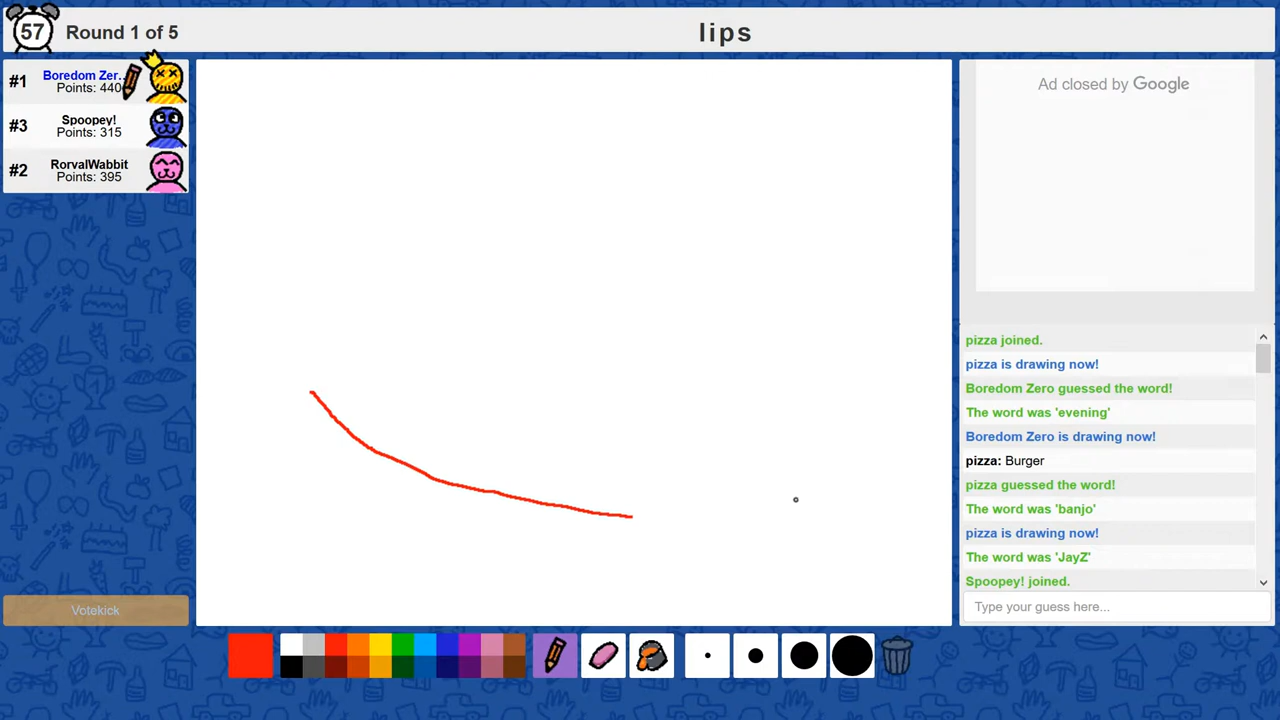 57
Round 1 of 5
lips
#1
Boredom Zer...
Points: 440
#3
Spoopey!
Points: 315
#2
RorvalWabbit
Points: 395
Votekick
Ad closed by Google
pizza joined.
pizza is drawing now!
Boredom Zero guessed the word!
The word was 'evening'
Boredom Zero is drawing now!
pizza: Burger
pizza guessed the word!
The word was 'banjo'
pizza is drawing now!
The word was 'JayZ'
Spoopey! joined.
Type your guess here...